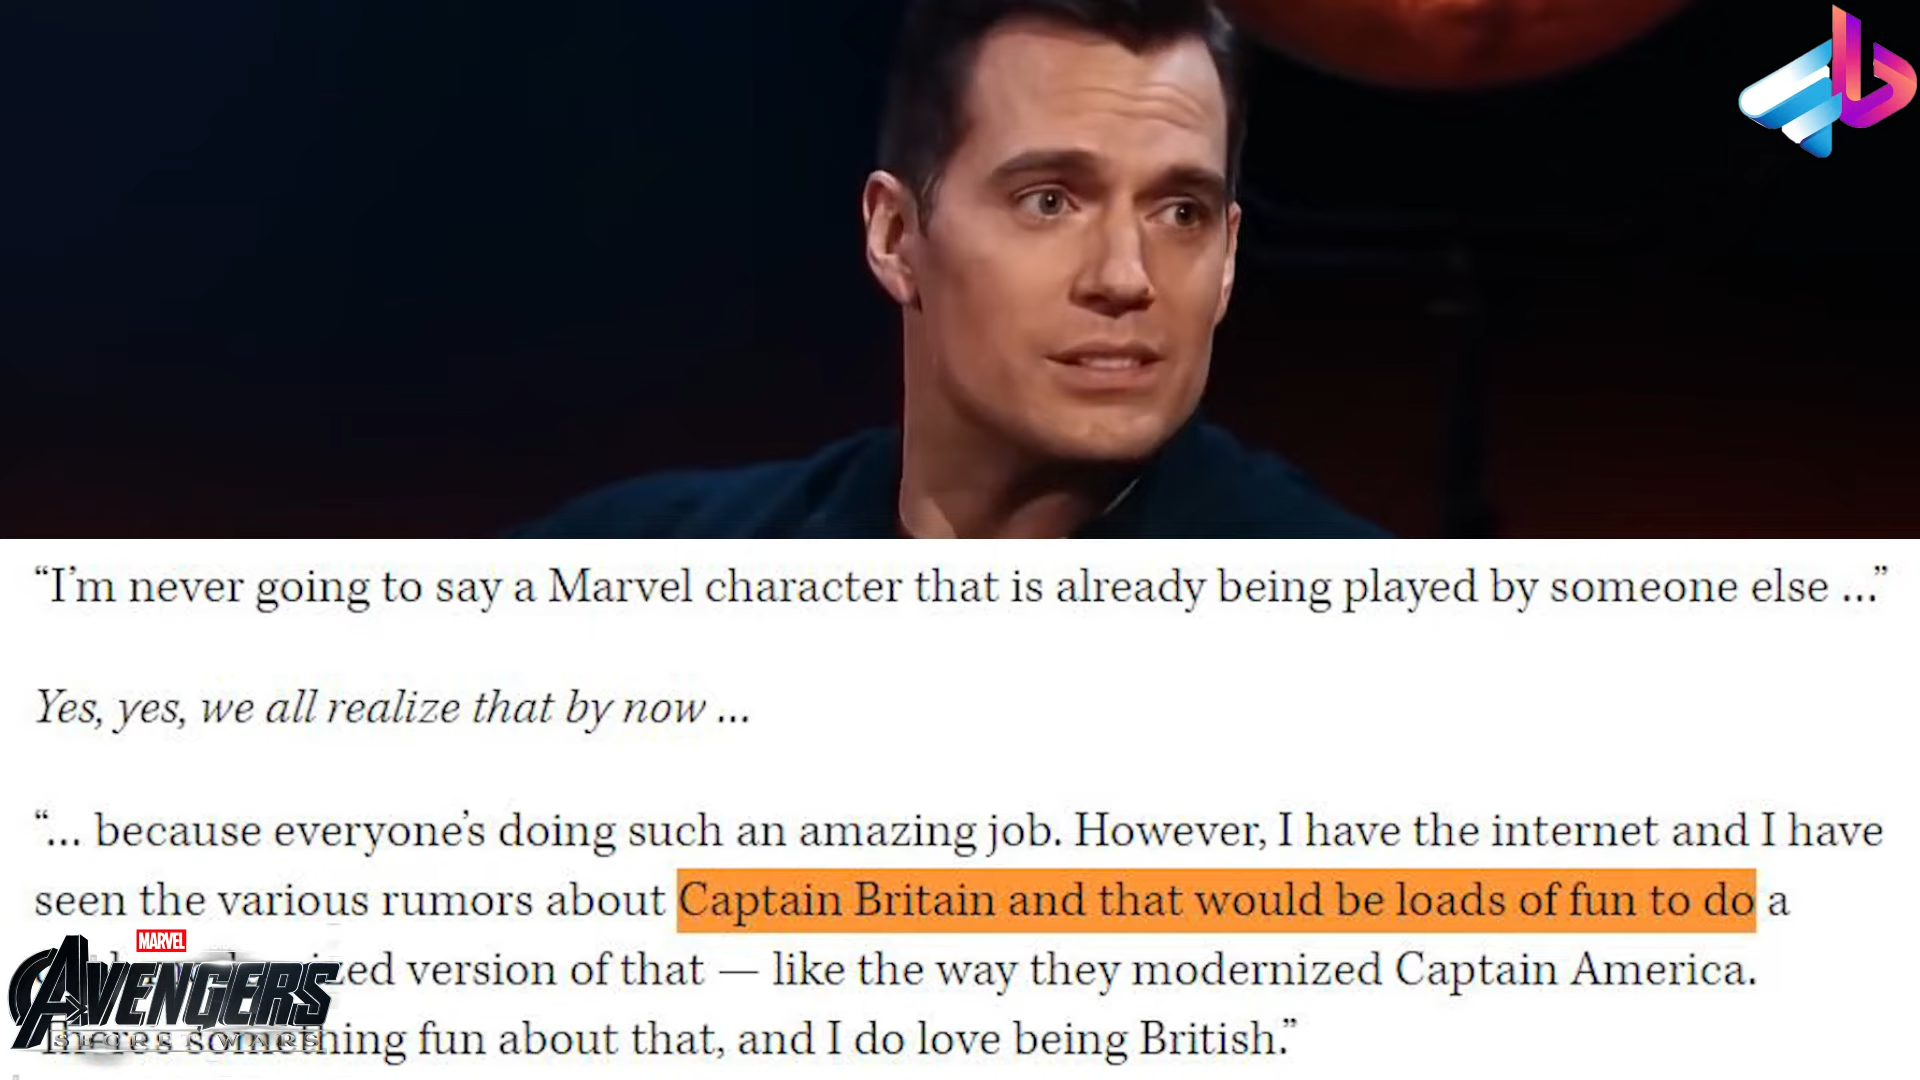 “I’m never going to say a Marvel character that is already being played by someone else ...”
Yes, yes, we all realize that by now ...
“... because everyone’s doing such an amazing job. However, I have the internet and I have
seen the various rumors about Captain Britain and that would be loads of fun to do a
version of that — like the way they modernized Captain America.
fun about that, and I do love being British.”
MARVEL
AVENGERS
SECRET WARS